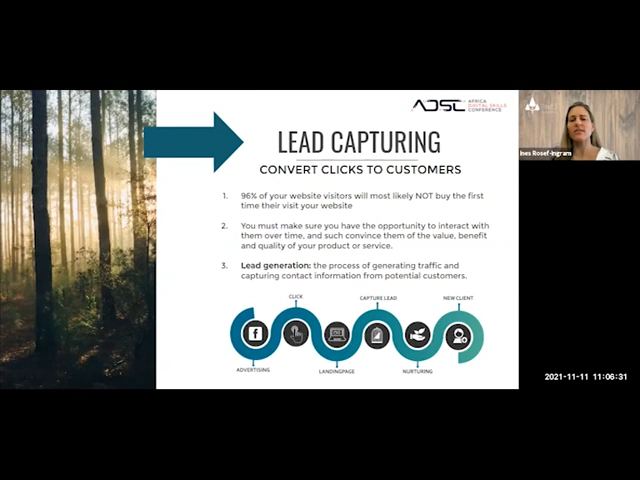 ADSC AFRICA
DIGITAL SKILLS
CONFERENCE
LEAD CAPTURING
CONVERT CLICKS TO CUSTOMERS
1. 96% of your website visitors will most likely NOT buy the first
time their visit your website
2. You must make sure you have the opportunity to interact with
them over time, and such convince them of the value, benefit
and quality of your product or service.
3. Lead generation: the process of generating traffic and
capturing contact information from potential customers.
CLICK
CAPTURE LEAD
NEW CLIENT
f
ADVERTISING
LANDINGPAGE
NURTURING
Ines Rosef-Ingram
2021-11-11 11:06:31